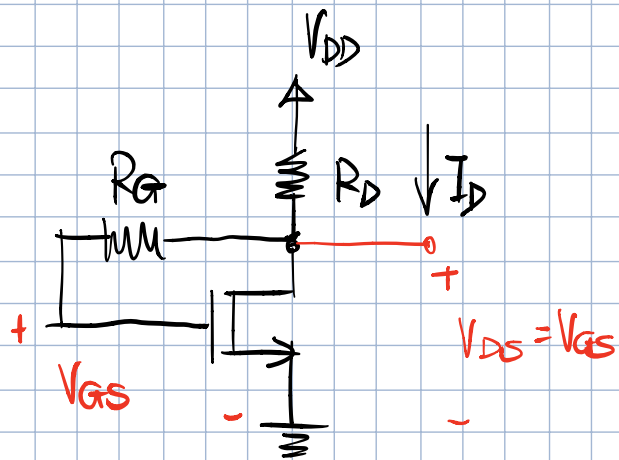 VDD
RG
RD
ID
+
+
VGS
-
VDS = VGS
-